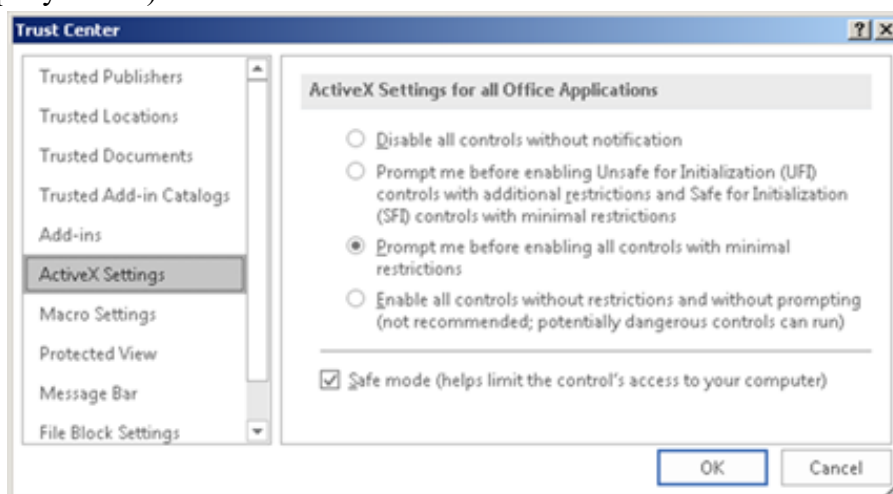 Trust Center
Trusted Publishers
Trusted Locations
Trusted Documents
Trusted Add-in Catalogs
Add-ins
ActiveX Settings
Macro Settings
Protected View
Message Bar
File Block Settings
ActiveX Settings for all Office Applications
Disable all controls without notification
Prompt me before enabling Unsafe for Initialization (UFI)
controls with additional restrictions and Safe for Initialization
(SFI) controls with minimal restrictions
Prompt me before enabling all controls with minimal
restrictions
Enable all controls without restrictions and without prompting
(not recommended; potentially dangerous controls can run)
Safe mode (helps limit the control's access to your computer)
OK Cancel